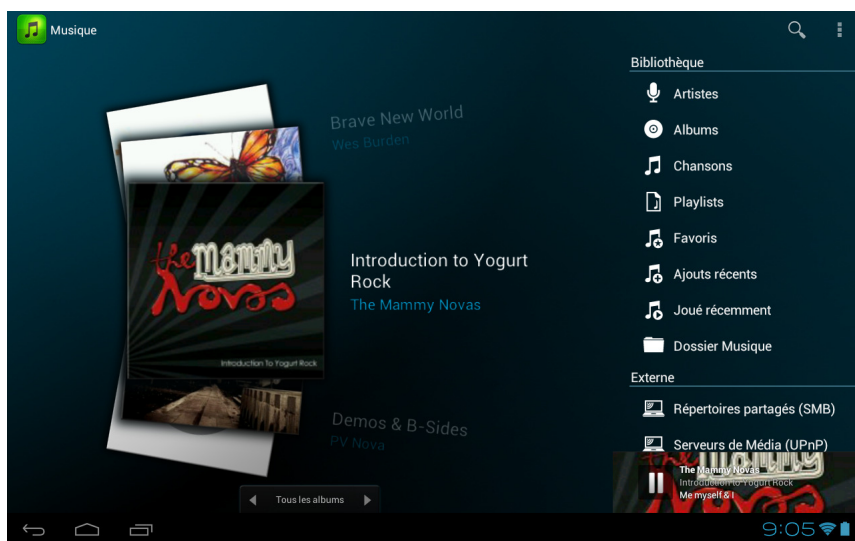 Musique
Brave New World
Wes Burden
the mammy
Novas
Introduction To Yogurt Rock
Introduction to Yogurt
Rock
The Mammy Novas
Demos & B-Sides
PV Nova
Tous les albums
Bibliothèque
Artistes
Albums
Chansons
Playlists
Favoris
Ajouts récents
Joué récemment
Dossier Musique
Externe
Répertoires partagés (SMB)
Serveurs de Média (UPnP)
The Mammy Novas
Introduction to Yogurt Rock
Me myself & I
9:05